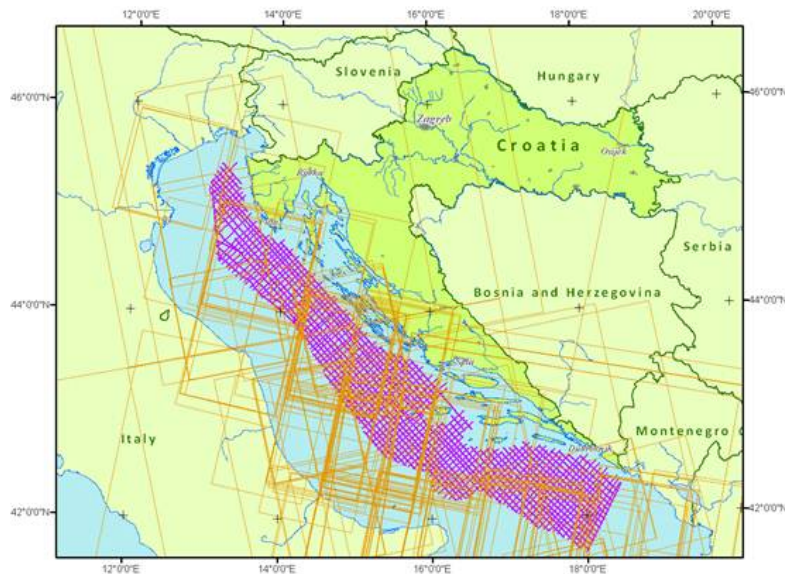 12°0'0"E 14°0'0"E 16°0'0"E 18°0'0"E 20°0'0"E
Slovenia
Hungary
46°0'0"N 46°0'0"N
Zagreb
Croatia
Osijek
Rijeka
Serbia
Bosnia and Herzegovina
44°0'0"N 44°0'0"N
Split
Italy
Montenegro
Dubrovnik
42°0'0"N 42°0'0"N
12°0'0"E 14°0'0"E 16°0'0"E 18°0'0"E